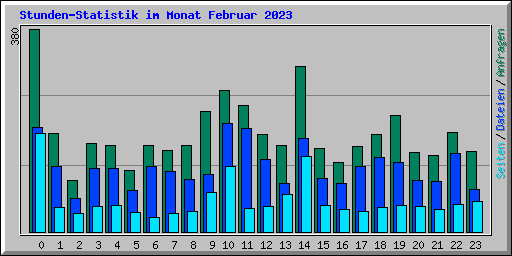 Stunden-Statistik im Monat Februar 2023
380
Seiten / Dateien / Anfragen
0 1 2 3 4 5 6 7 8 9 10 11 12 13 14 15 16 17 18 19 20 21 22 23